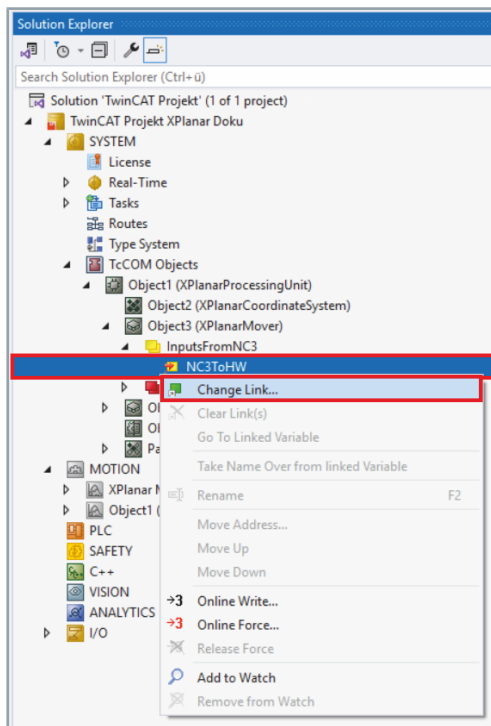 Solution Explorer
Search Solution Explorer (Ctrl+ü)
Solution 'TwinCAT Projekt' (1 of 1 project)
TwinCAT Projekt XPlanar Doku
SYSTEM
License
Real-Time
Tasks
Routes
Type System
TcCOM Objects
Object1 (XPlanarProcessingUnit)
Object2 (XPlanarCoordinateSystem)
Object3 (XPlanarMover)
InputsFromNC3
NC3ToHW
Change Link...
Clear Link(s)
Go To Linked Variable
Take Name Over from linked Variable
Rename F2
Move Address...
Move Up
Move Down
Online Write...
Online Force...
Release Force
Add to Watch
Remove from Watch
MOTION
XPlanar
Object1 (
PLC
SAFETY
C++
VISION
ANALYTICS
I/O